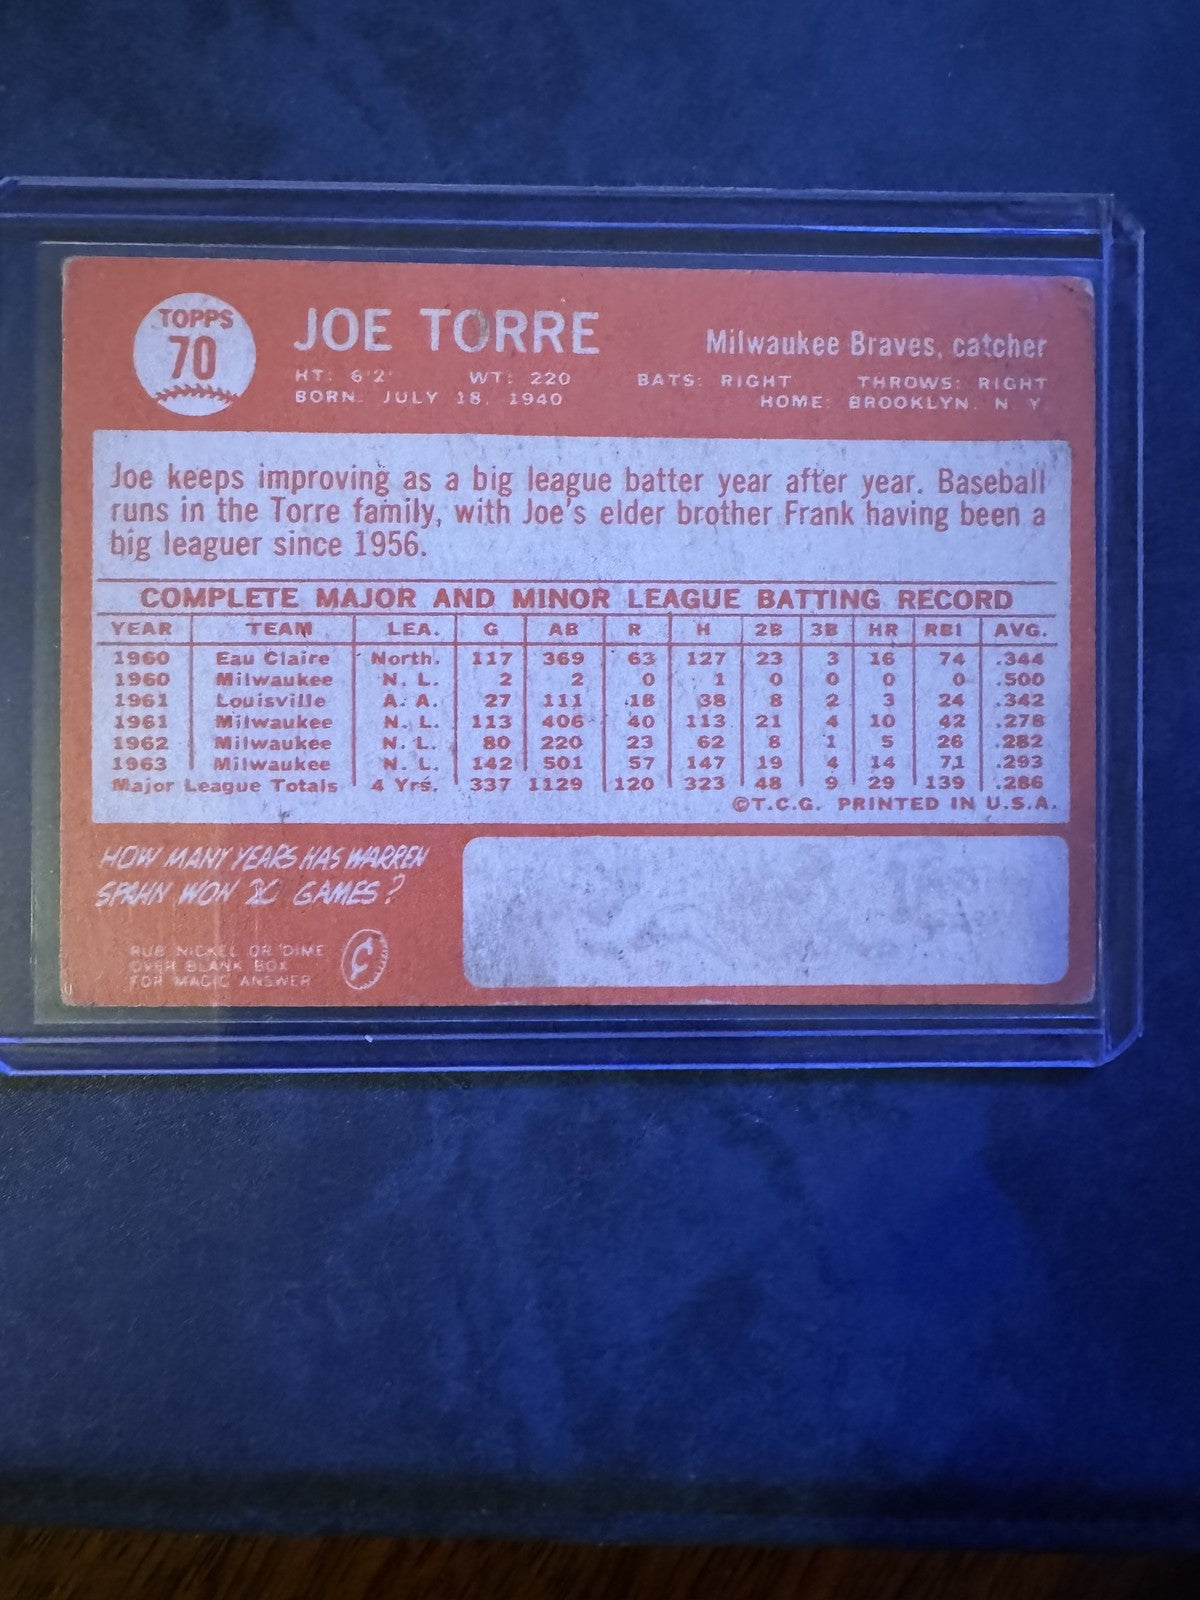 TOPPS
70
JOE TORRE
Milwaukee Braves, catcher
HT: 6'2" WT: 220 BATS: RIGHT THROWS: RIGHT
BORN: JULY 18, 1940 HOME: BROOKLYN, N. Y.
Joe keeps improving as a big league batter year after year. Baseball
runs in the Torre family, with Joe's elder brother Frank having been a
big leaguer since 1956.
COMPLETE MAJOR AND MINOR LEAGUE BATTING RECORD
YEAR TEAM LEA. G AB R H 2B 3B HR RBI AVG.
1960 Eau Claire North. 117 369 63 127 23 3 16 74 .344
1960 Milwaukee N. L. 2 2 0 1 0 0 0 0 .500
1961 Louisville A. A. 27 111 18 38 8 2 3 24 .342
1961 Milwaukee N. L. 113 406 40 113 21 4 10 42 .278
1962 Milwaukee N. L. 80 220 23 62 8 1 5 26 .282
1963 Milwaukee N. L. 142 501 57 147 19 4 14 71 .293
Major League Totals 4 Yrs. 337 1129 120 323 48 9 29 139 .286
©T.C.G. PRINTED IN U.S.A.
HOW MANY YEARS HAS WARREN
SPAHN WON 20 GAMES?
RUB NICKEL OR DIME
OVER BLANK BOX
FOR MAGIC ANSWER